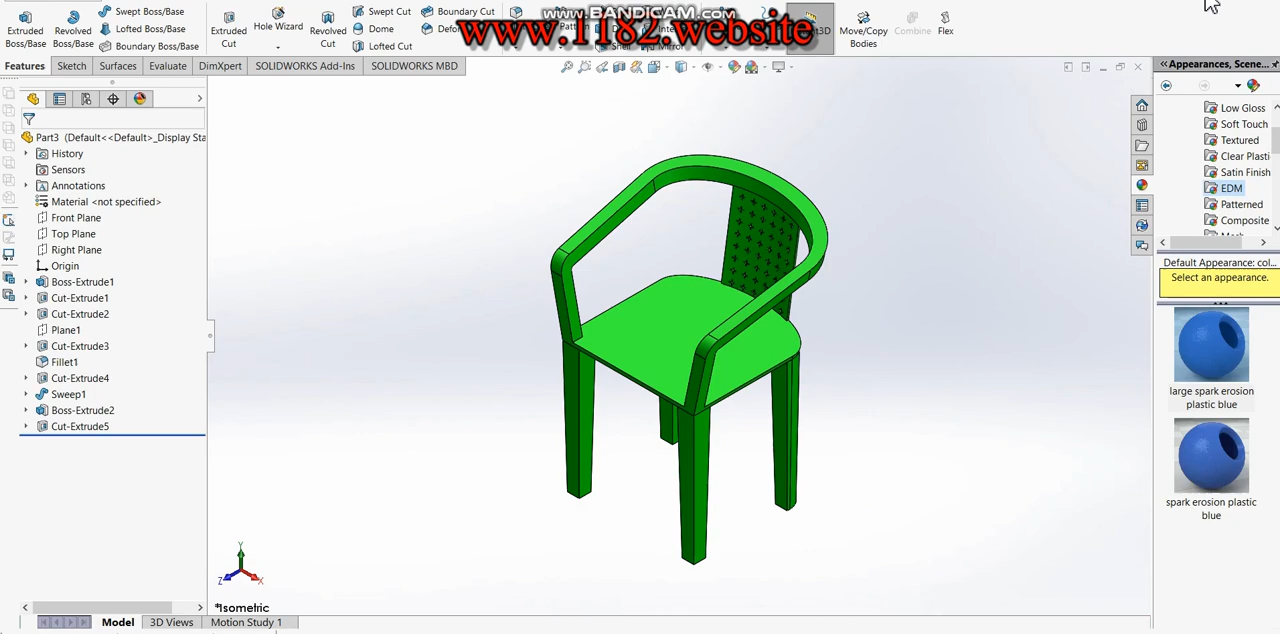 www.BANDICAM.COM
www.1182.website
Extruded Boss/Base
Revolved Boss/Base
Swept Boss/Base
Lofted Boss/Base
Boundary Boss/Base
Extruded Cut
Hole Wizard
Revolved Cut
Swept Cut
Dome
Lofted Cut
Boundary Cut
Shell
Mirror
Move/Copy Bodies
Combine
Flex
Features Sketch Surfaces Evaluate DimXpert SOLIDWORKS Add-Ins SOLIDWORKS MBD
Part3 (Default<<Default>_Display Sta
History
Sensors
Annotations
Material <not specified>
Front Plane
Top Plane
Right Plane
Origin
Boss-Extrude1
Cut-Extrude1
Cut-Extrude2
Plane1
Cut-Extrude3
Fillet1
Cut-Extrude4
Sweep1
Boss-Extrude2
Cut-Extrude5
Y
Z X
*Isometric
Model 3D Views Motion Study 1
Appearances, Scene...
Low Gloss
Soft Touch
Textured
Clear Plasti
Satin Finish
EDM
Patterned
Composite
Default Appearance: col...
Select an appearance.
large spark erosion
plastic blue
spark erosion plastic
blue